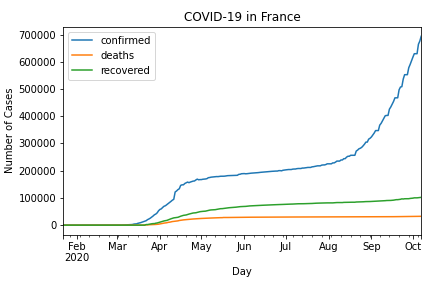 COVID-19 in France
confirmed
deaths
recovered
Number of Cases
700000
600000
500000
400000
300000
200000
100000
0
Feb Mar Apr May Jun Jul Aug Sep Oct
2020
Day